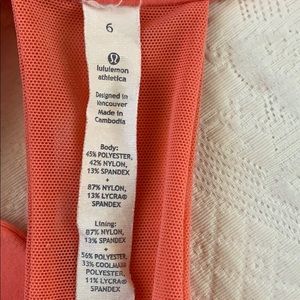 6
lululemon
athletica
Designed in
Vancouver
Made in
Cambodia
Body:
45% POLYESTER,
42% NYLON,
13% SPANDEX
+
87% NYLON,
13% LYCRA®
SPANDEX
Lining:
87% NYLON,
13% SPANDEX
+
56% POLYESTER,
33% COOLMAX®
POLYESTER,
11% LYCRA®
SPANDEX